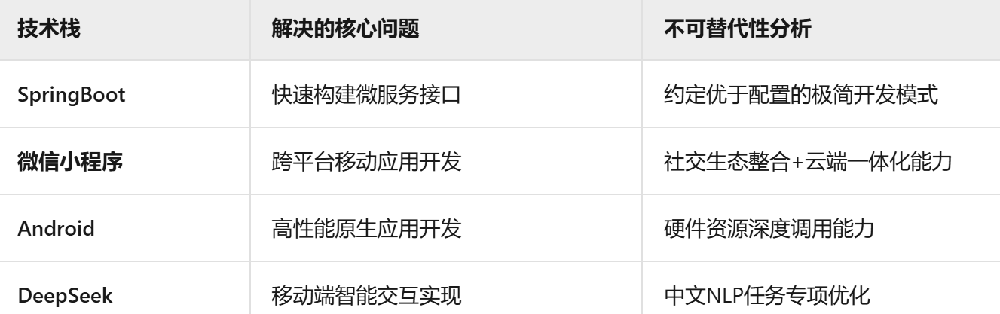 技术栈 解决的核心问题 不可替代性分析
SpringBoot 快速构建微服务接口 约定优于配置的极简开发模式
微信小程序 跨平台移动应用开发 社交生态整合+云端一体化能力
Android 高性能原生应用开发 硬件资源深度调用能力
DeepSeek 移动端智能交互实现 中文NLP任务专项优化